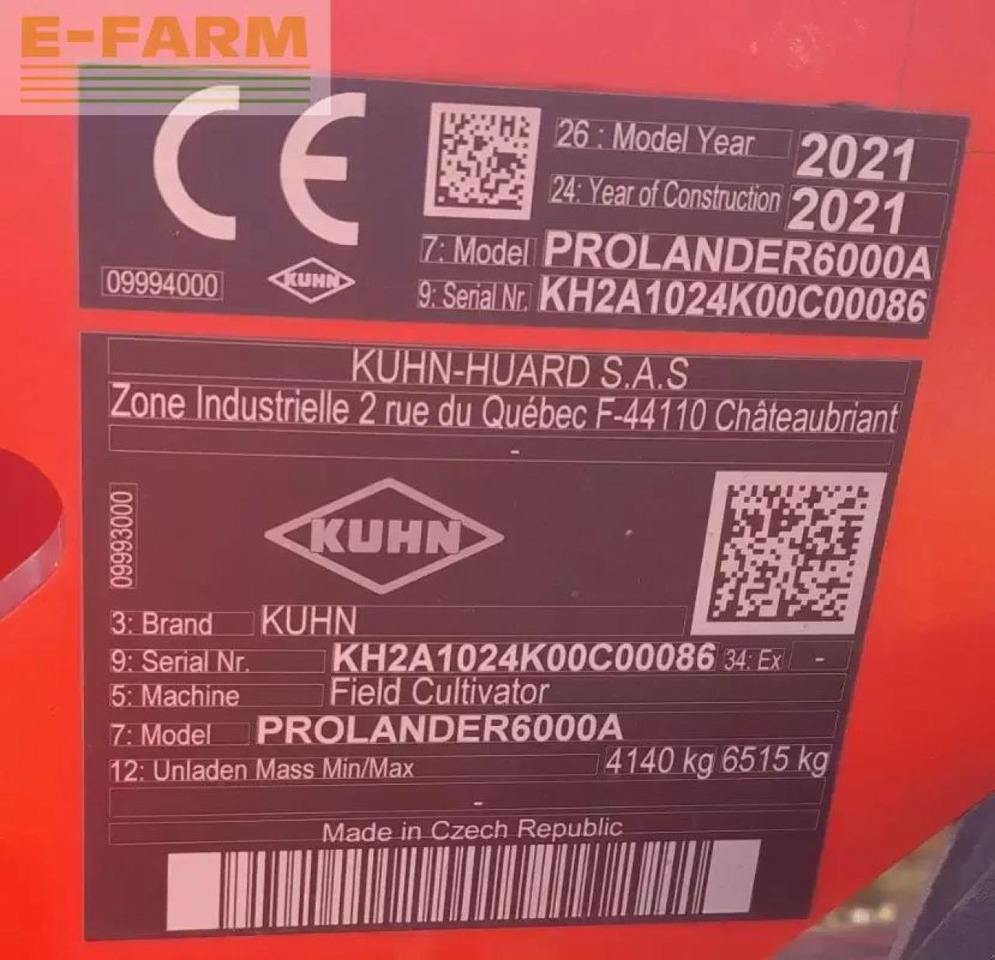 E-FARM
CE
26 : Model Year 2021
24: Year of Construction 2021
7: Model PROLANDER6000A
09994000 KUHN 9: Serial Nr. KH2A1024K00C00086
KUHN-HUARD S.A.S
Zone Industrielle 2 rue du Québec F-44110 Châteaubriant
-
09993000
KUHN
3: Brand KUHN
9: Serial Nr. KH2A1024K00C00086 34: Ex -
5: Machine Field Cultivator
7: Model PROLANDER6000A
12: Unladen Mass Min/Max 4140 kg 6515 kg
-
Made in Czech Republic